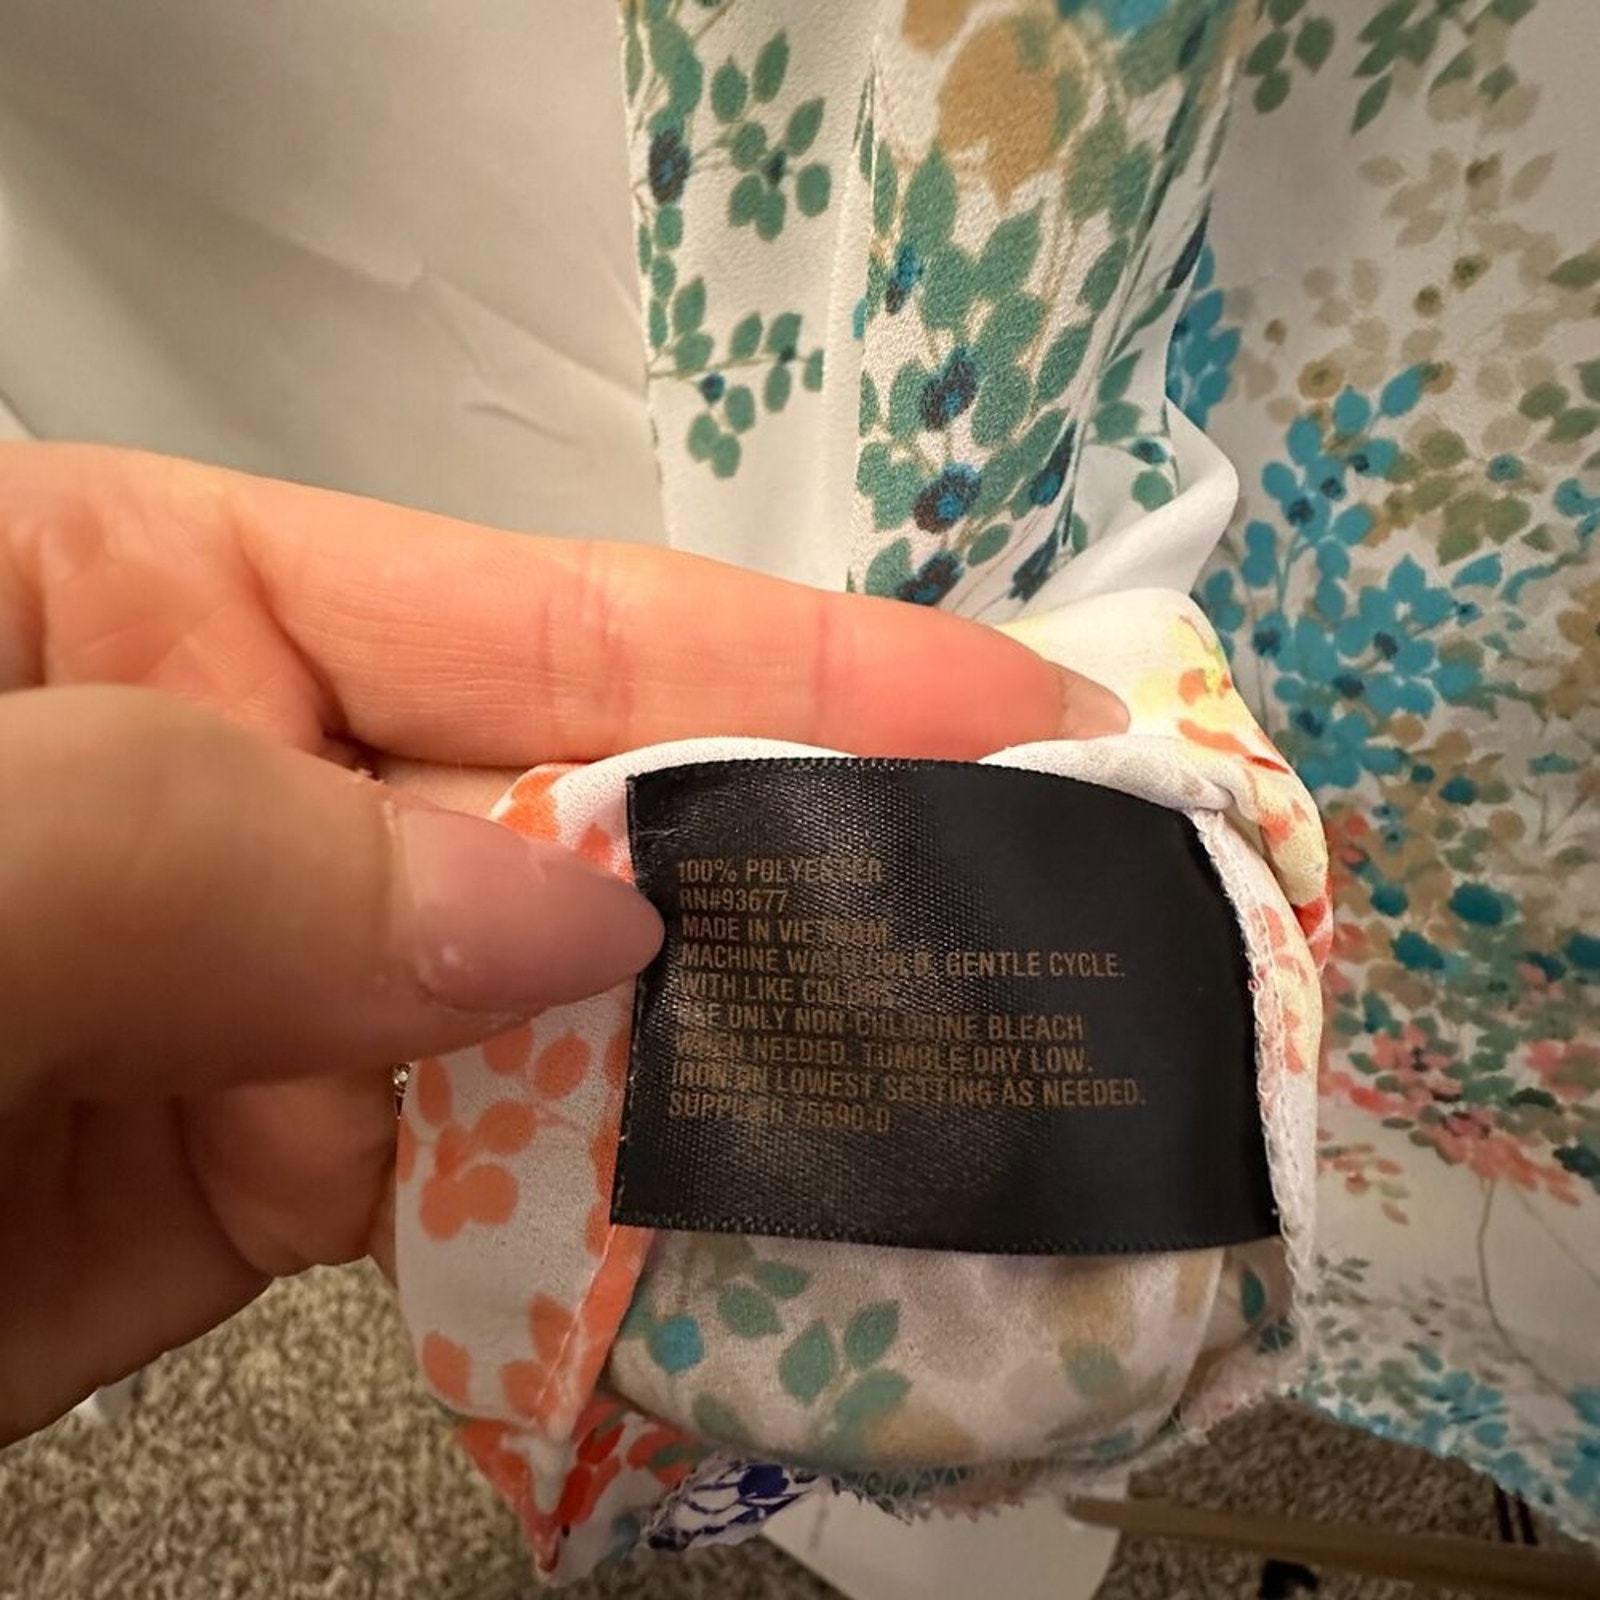 100% POLYESTER
RN#93677
MADE IN VIETNAM
MACHINE WASH COLD, GENTLE CYCLE.
WITH LIKE COLORS
USE ONLY NON-CHLORINE BLEACH
WHEN NEEDED. TUMBLE DRY LOW.
IRON ON LOWEST SETTING AS NEEDED.
SUPPLIER 75590-0